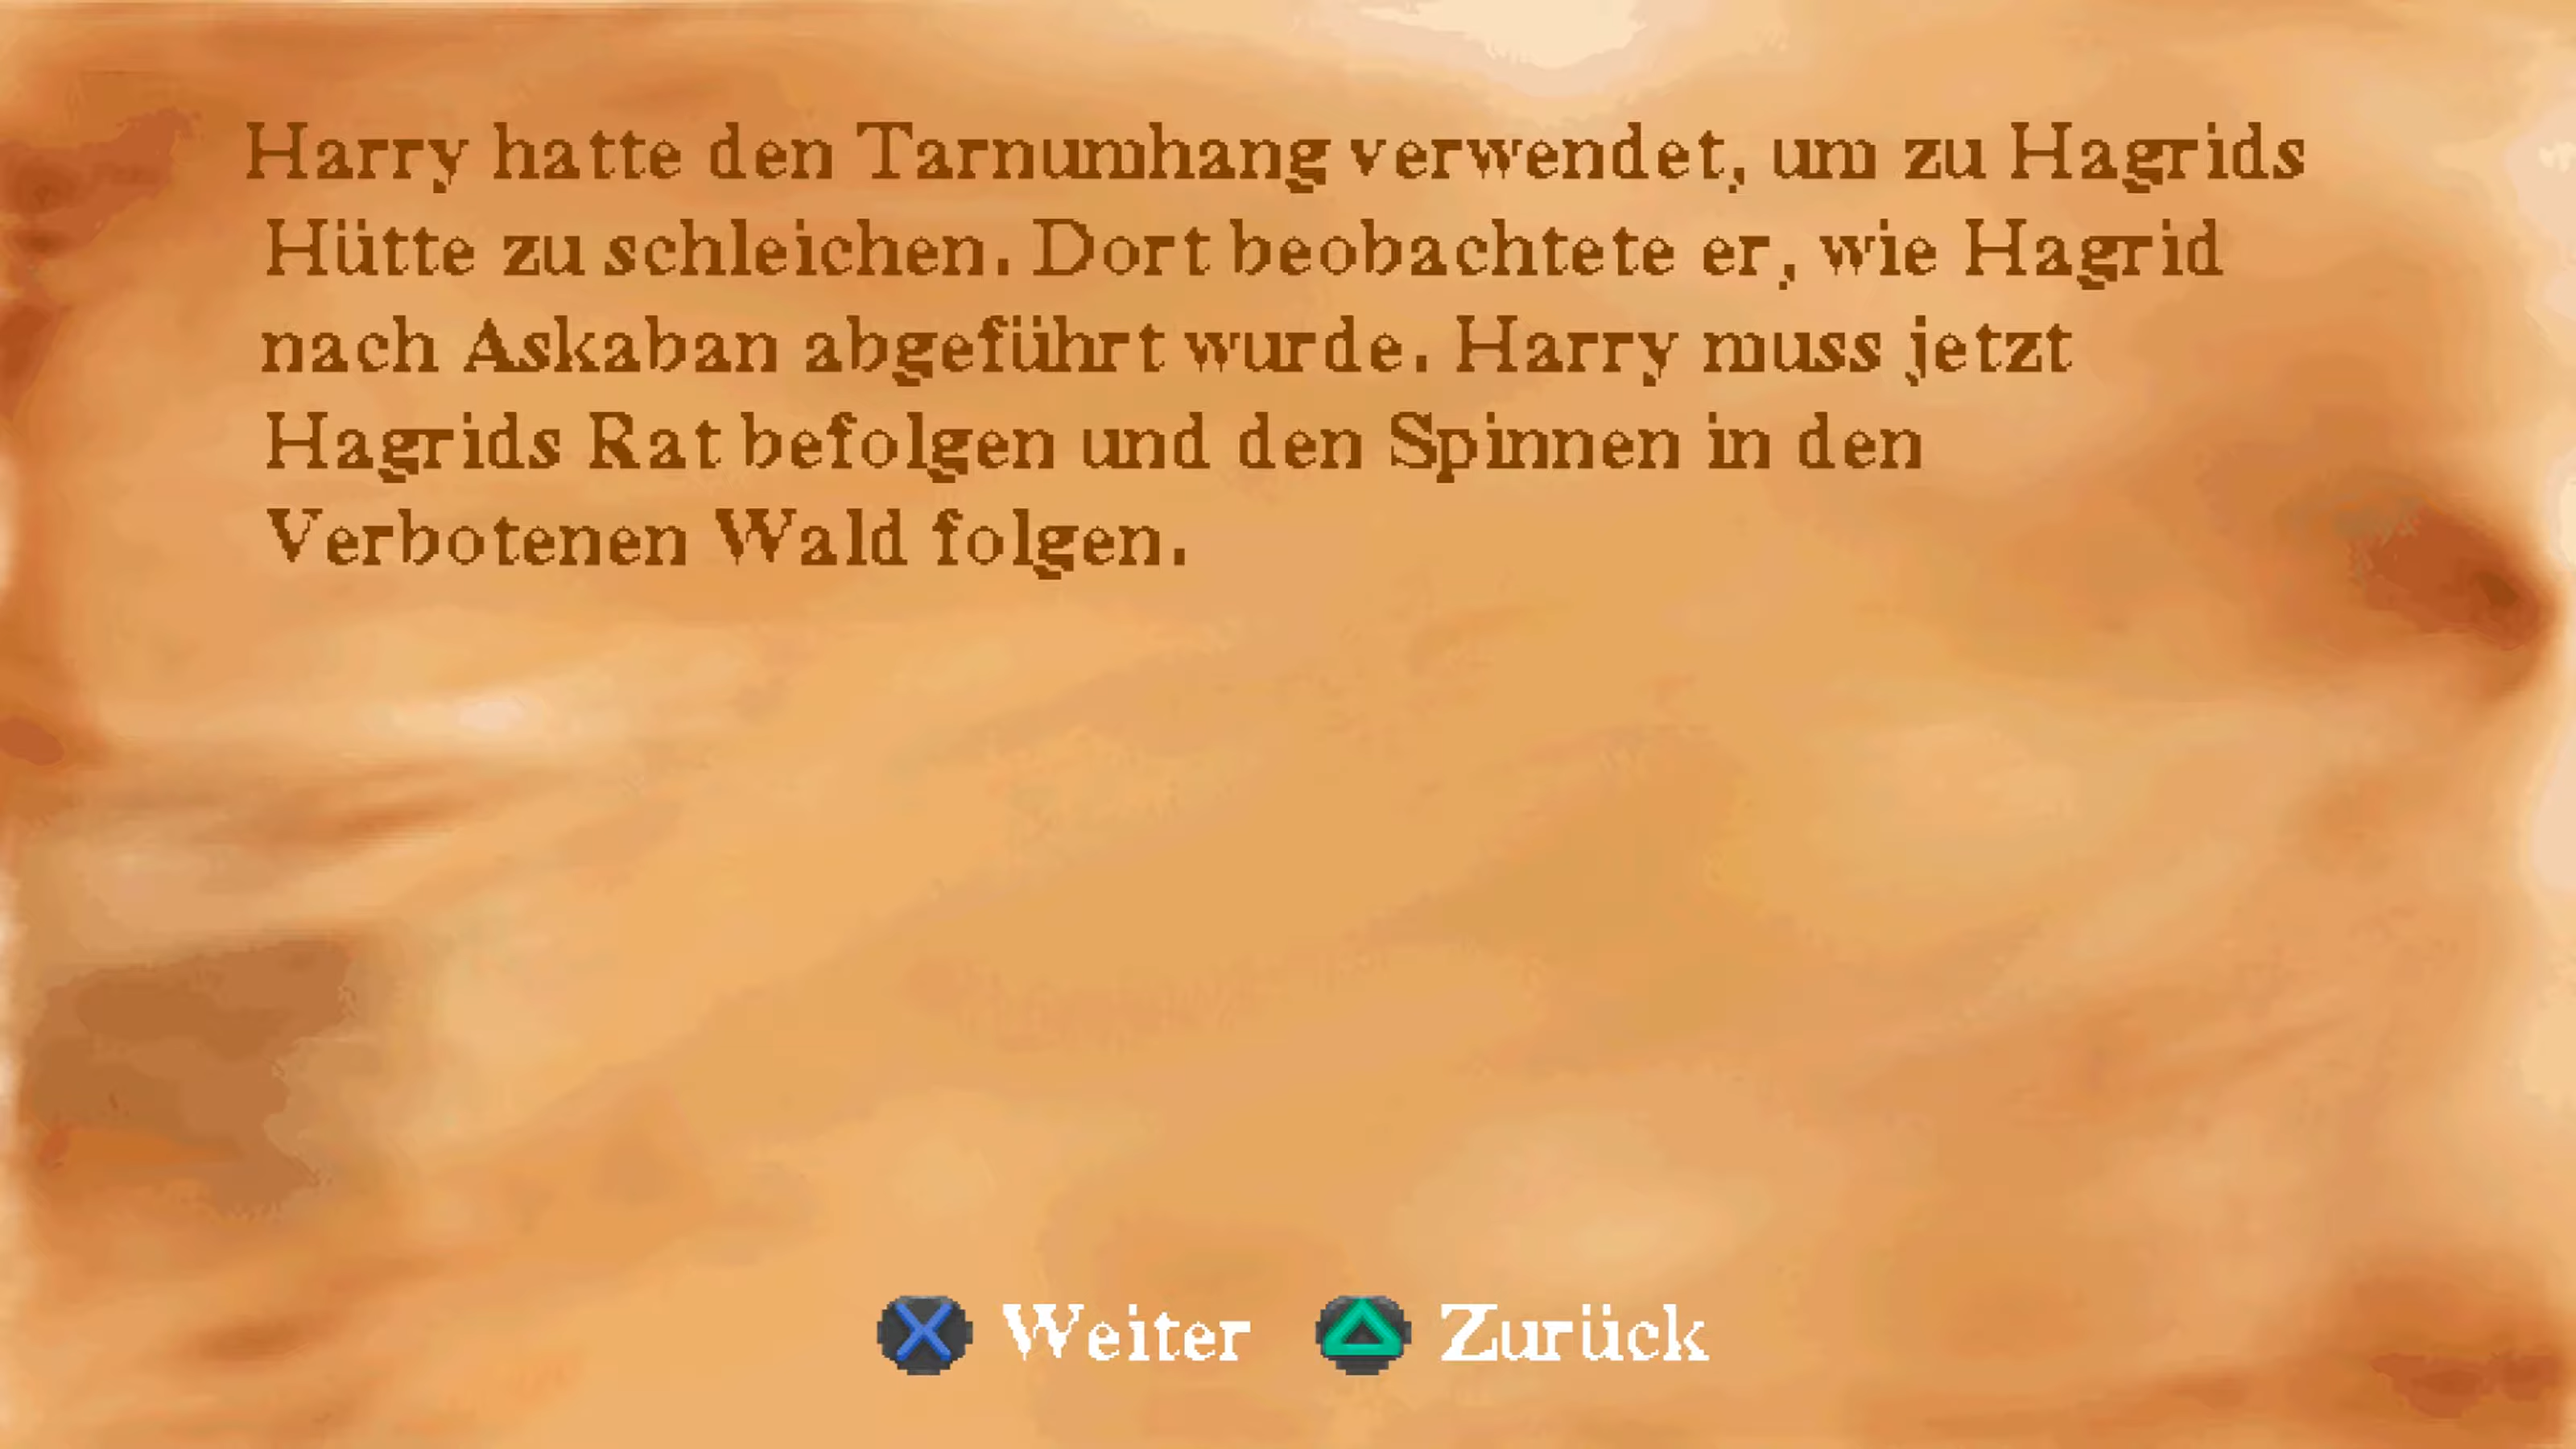 Harry hatte den Tarnumhang verwendet, um zu Hagrids
Hütte zu schleichen. Dort beobachtete er, wie Hagrid
nach Askaban abgeführt wurde. Harry muss jetzt
Hagrids Rat befolgen und den Spinnen in den
Verbotenen Wald folgen.
Weiter Zurück